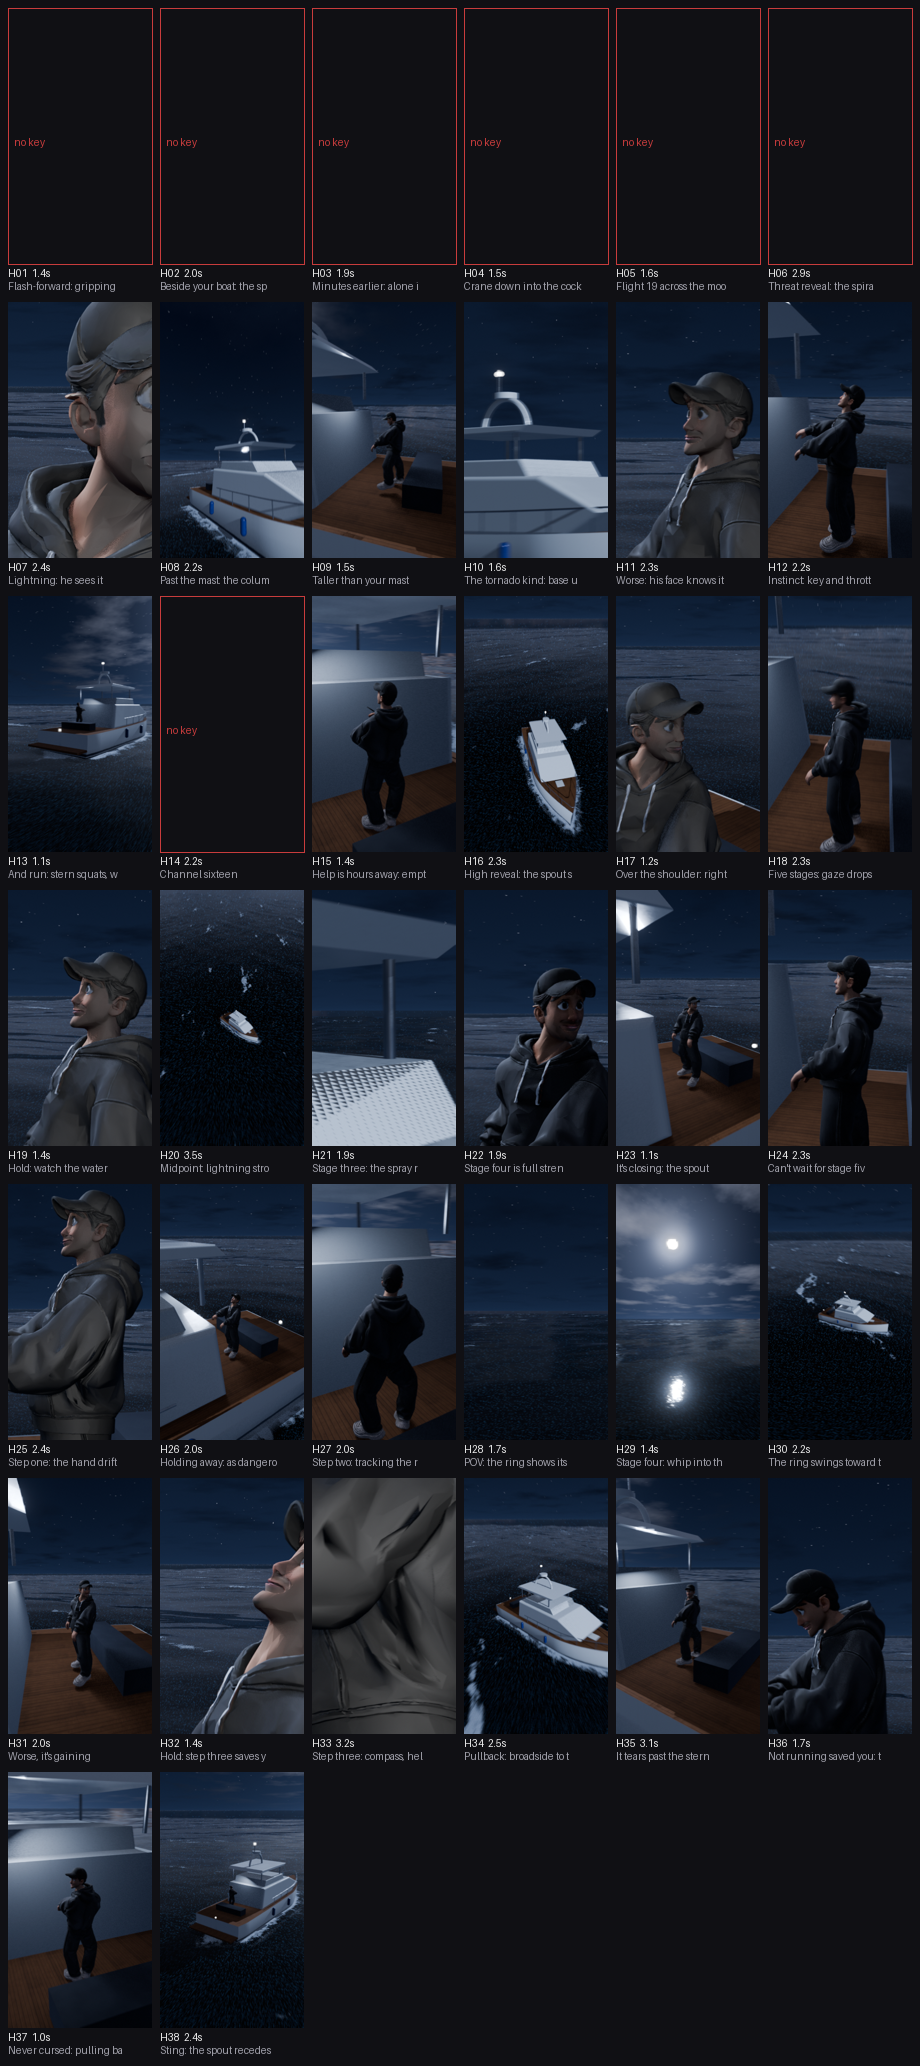 no key
no key
no key
no key
no key
no key
H01 1.4s
Flash-forward: gripping
H02 2.0s
Beside your boat: the sp
H03 1.9s
Minutes earlier: alone i
H04 1.5s
Crane down into the cock
H05 1.6s
Flight 19 across the moo
H06 2.9s
Threat reveal: the spira
H07 2.4s
Lightning: he sees it
H08 2.2s
Past the mast: the colum
H09 1.5s
Taller than your mast
H10 1.6s
The tornado kind: base u
H11 2.3s
Worse: his face knows it
H12 2.2s
Instinct: key and thrott
no key
H13 1.1s
And run: stern squats, w
H14 2.2s
Channel sixteen
H15 1.4s
Help is hours away: empt
H16 2.3s
High reveal: the spout s
H17 1.2s
Over the shoulder: right
H18 2.3s
Five stages: gaze drops
H19 1.4s
Hold: watch the water
H20 3.5s
Midpoint: lightning stro
H21 1.9s
Stage three: the spray r
H22 1.9s
Stage four is full stren
H23 1.1s
It's closing: the spout
H24 2.3s
Can't wait for stage fiv
H25 2.4s
Step one: the hand drift
H26 2.0s
Holding away: as dangero
H27 2.0s
Step two: tracking the r
H28 1.7s
POV: the ring shows its
H29 1.4s
Stage four: whip into th
H30 2.2s
The ring swings toward t
H31 2.0s
Worse, it's gaining
H32 1.4s
Hold: step three saves y
H33 3.2s
Step three: compass, hel
H34 2.5s
Pullback: broadside to t
H35 3.1s
It tears past the stern
H36 1.7s
Not running saved you: t
H37 1.0s
Never cursed: pulling ba
H38 2.4s
Sting: the spout recedes